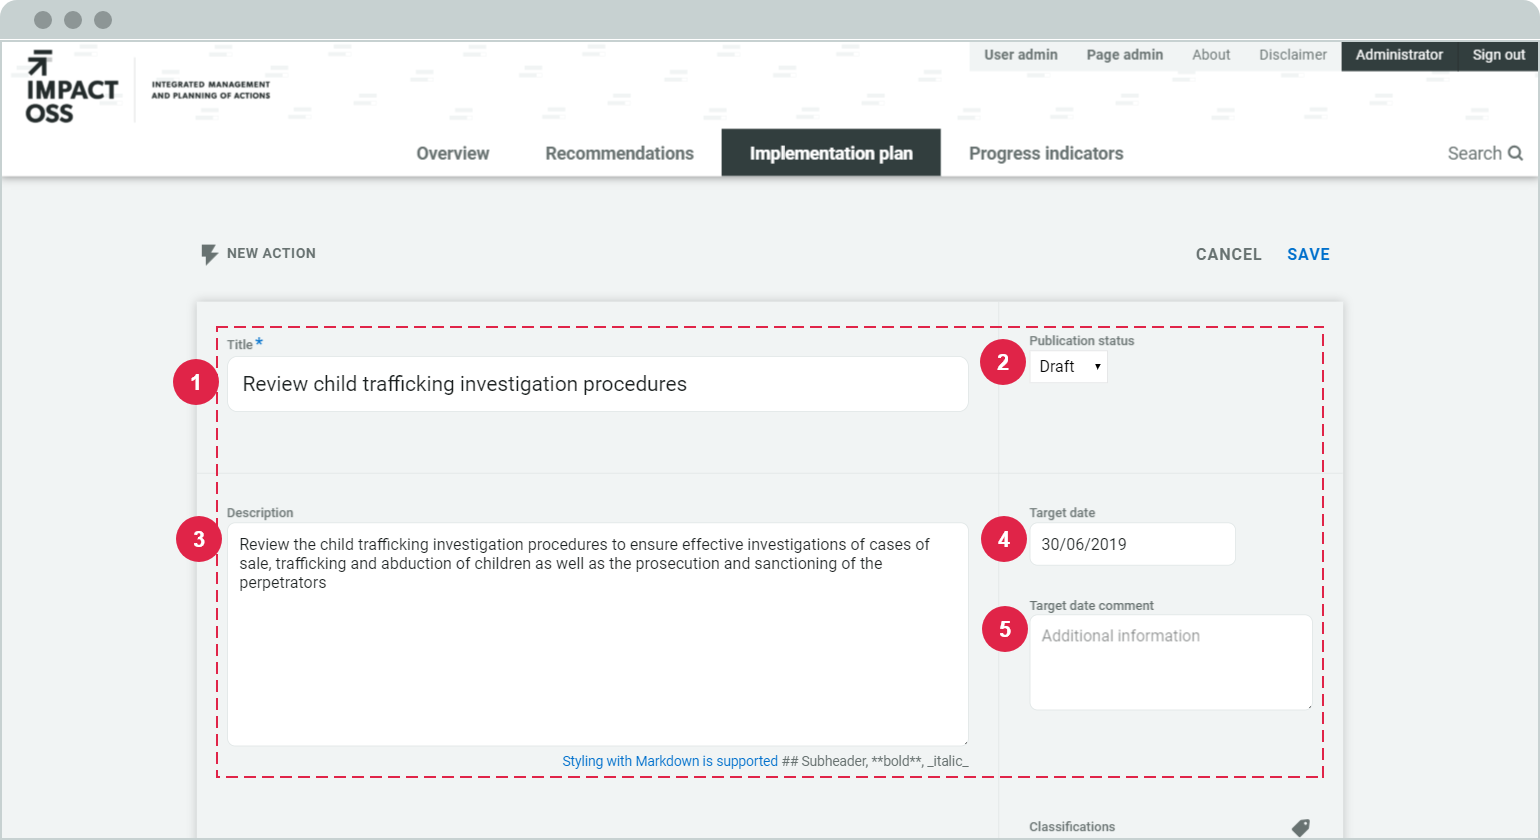 User admin Page admin About Disclaimer Administrator Sign out
IMPACT
OSS
INTEGRATED MANAGEMENT
AND PLANNING OF ACTIONS
Overview Recommendations Implementation plan Progress indicators Search
NEW ACTION
CANCEL SAVE
Title *
1
Review child trafficking investigation procedures
Publication status
2
Draft
Description
3
Review the child trafficking investigation procedures to ensure effective investigations of cases of
sale, trafficking and abduction of children as well as the prosecution and sanctioning of the
perpetrators
Styling with Markdown is supported ## Subheader, **bold**, _italic_
Target date
4
30/06/2019
Target date comment
5
Additional information
Classifications